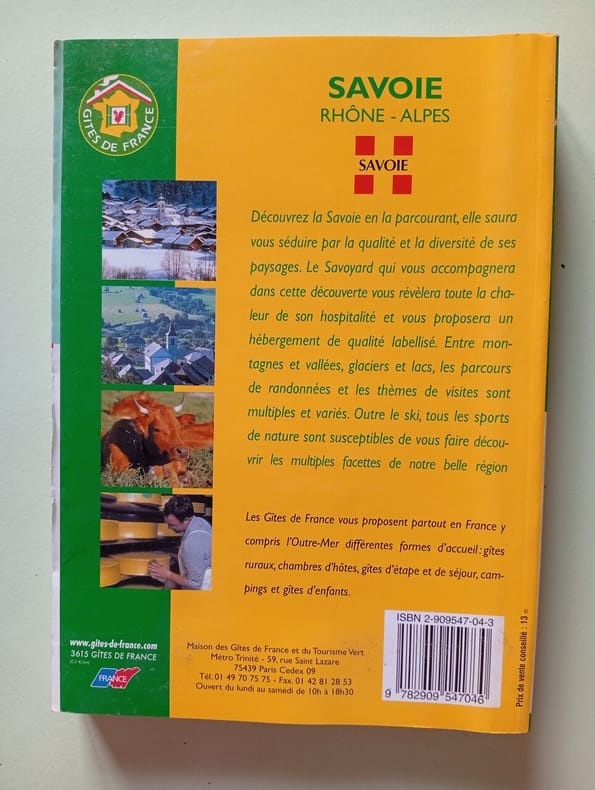 GÎTES DE FRANCE
SAVOIE
RHÔNE - ALPES
SAVOIE
Découvrez la Savoie en la parcourant, elle saura
vous séduire par la qualité et la diversité de ses
paysages. Le Savoyard qui vous accompagnera
dans cette découverte vous révèlera toute la cha-
leur de son hospitalité et vous proposera un
hébergement de qualité labellisé. Entre mon-
tagnes et vallées, glaciers et lacs, les parcours
de randonnées et les thèmes de visites sont
multiples et variés. Outre le ski, tous les sports
de nature sont susceptibles de vous faire décou-
vrir les multiples facettes de notre belle région
Les Gîtes de France vous proposent partout en France y
compris l'Outre-Mer différentes formes d'accueil : gîtes
ruraux, chambres d'hôtes, gîtes d'étape et de séjour, cam-
pings et gîtes d'enfants.
www.gites-de-france.com
3615 GÎTES DE FRANCE
FRANCE
Maison des Gîtes de France et du Tourisme Vert
Métro Trinité - 59, rue Saint Lazare
75439 Paris Cedex 09
Tél. 01 49 70 75 75 - Fax. 01 42 81 28 53
Ouvert du lundi au samedi de 10h à 18h30
ISBN 2-909547-04-3
9 782909 547046
Prix de vente conseillé : 13 e